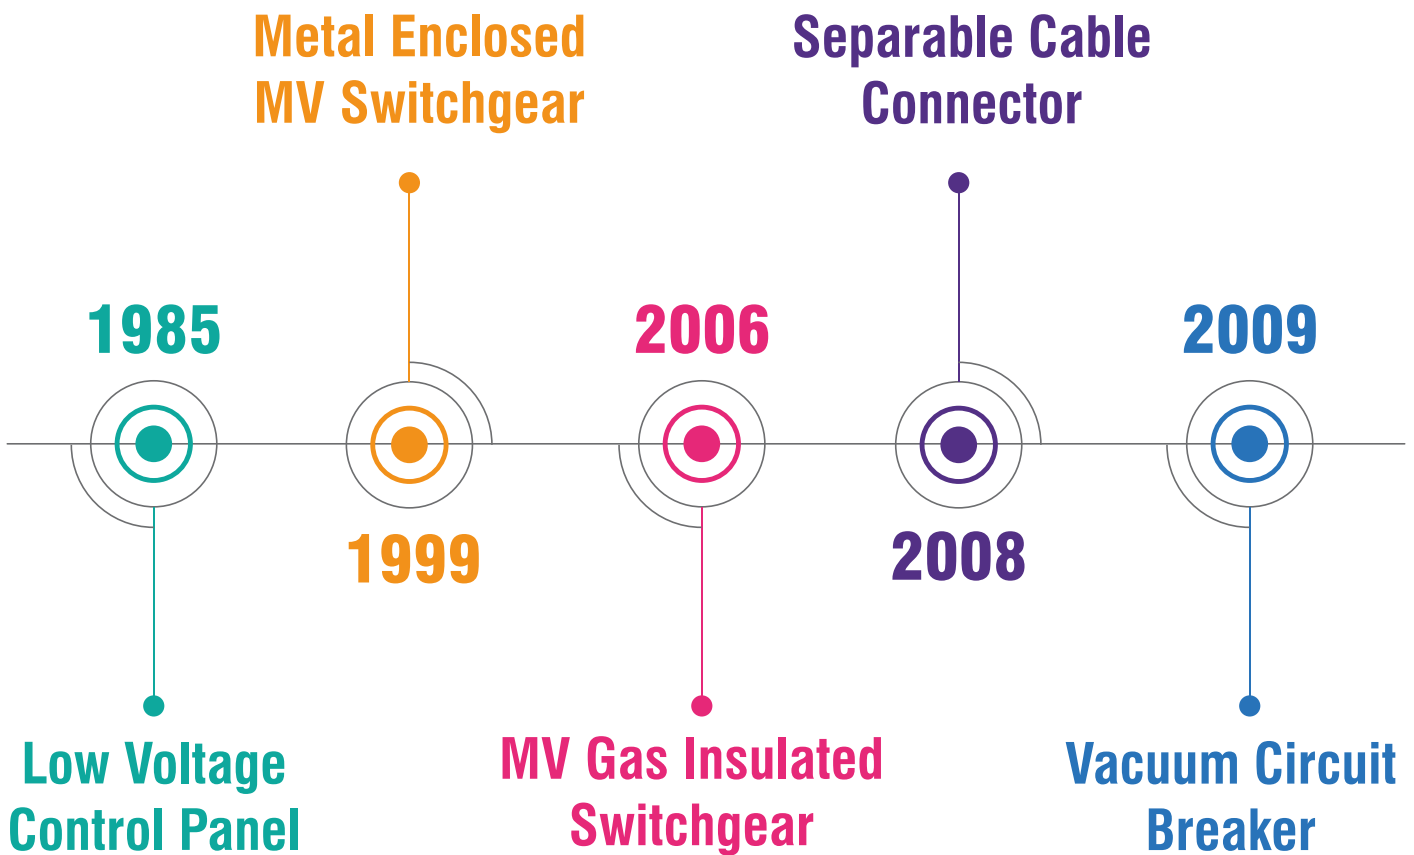 Metal Enclosed
MV Switchgear
Separable Cable
Connector
1985
2006
2009
1999
2008
Low Voltage
Control Panel
MV Gas Insulated
Switchgear
Vacuum Circuit
Breaker